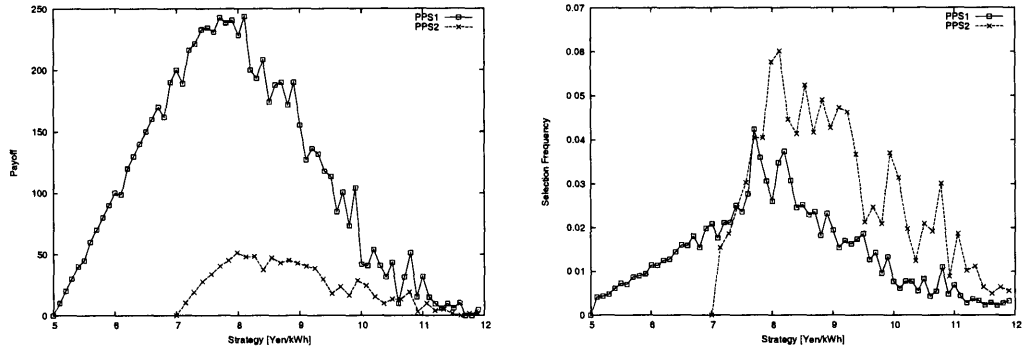 PPS1
PPS2
250
200
150
100
50
0
Payoff
5 6 7 8 9 10 11 12
Strategy [Yen/kWh]
PPS1
PPS2
0.07
0.06
0.05
0.04
0.03
0.02
0.01
0
Selection Frequency
5 6 7 8 9 10 11 12
Strategy [Yen/kWh]